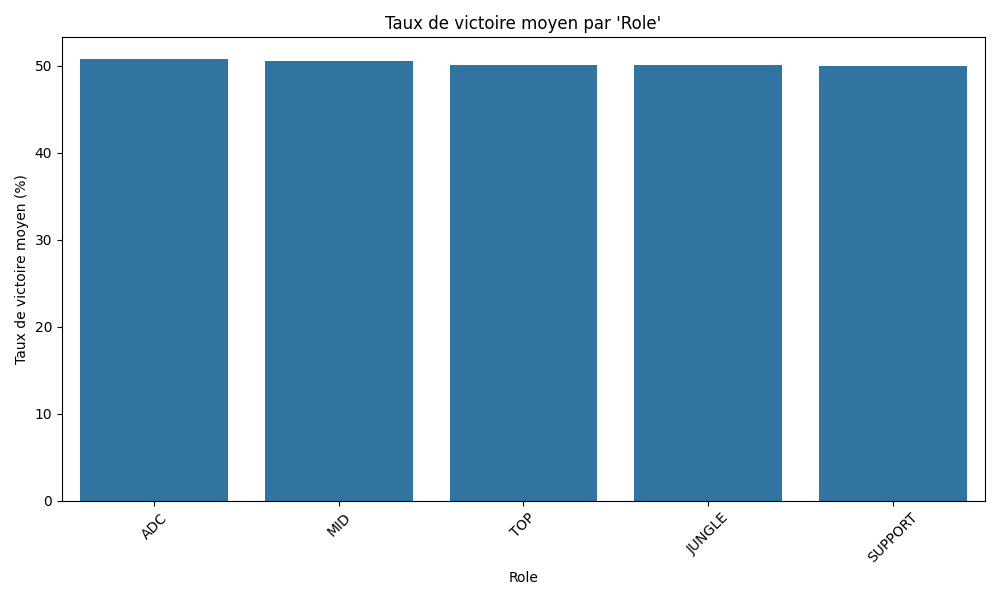 Taux de victoire moyen par 'Role'
Taux de victoire moyen (%)
50
40
30
20
10
0
ADC
MID
TOP
JUNGLE
SUPPORT
Role